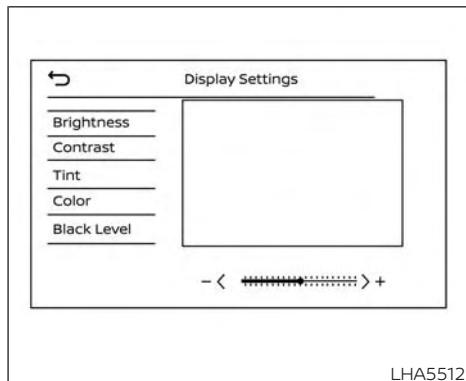 Display Settings
Brightness
Contrast
Tint
Color
Black Level
- < > +
LHA5512